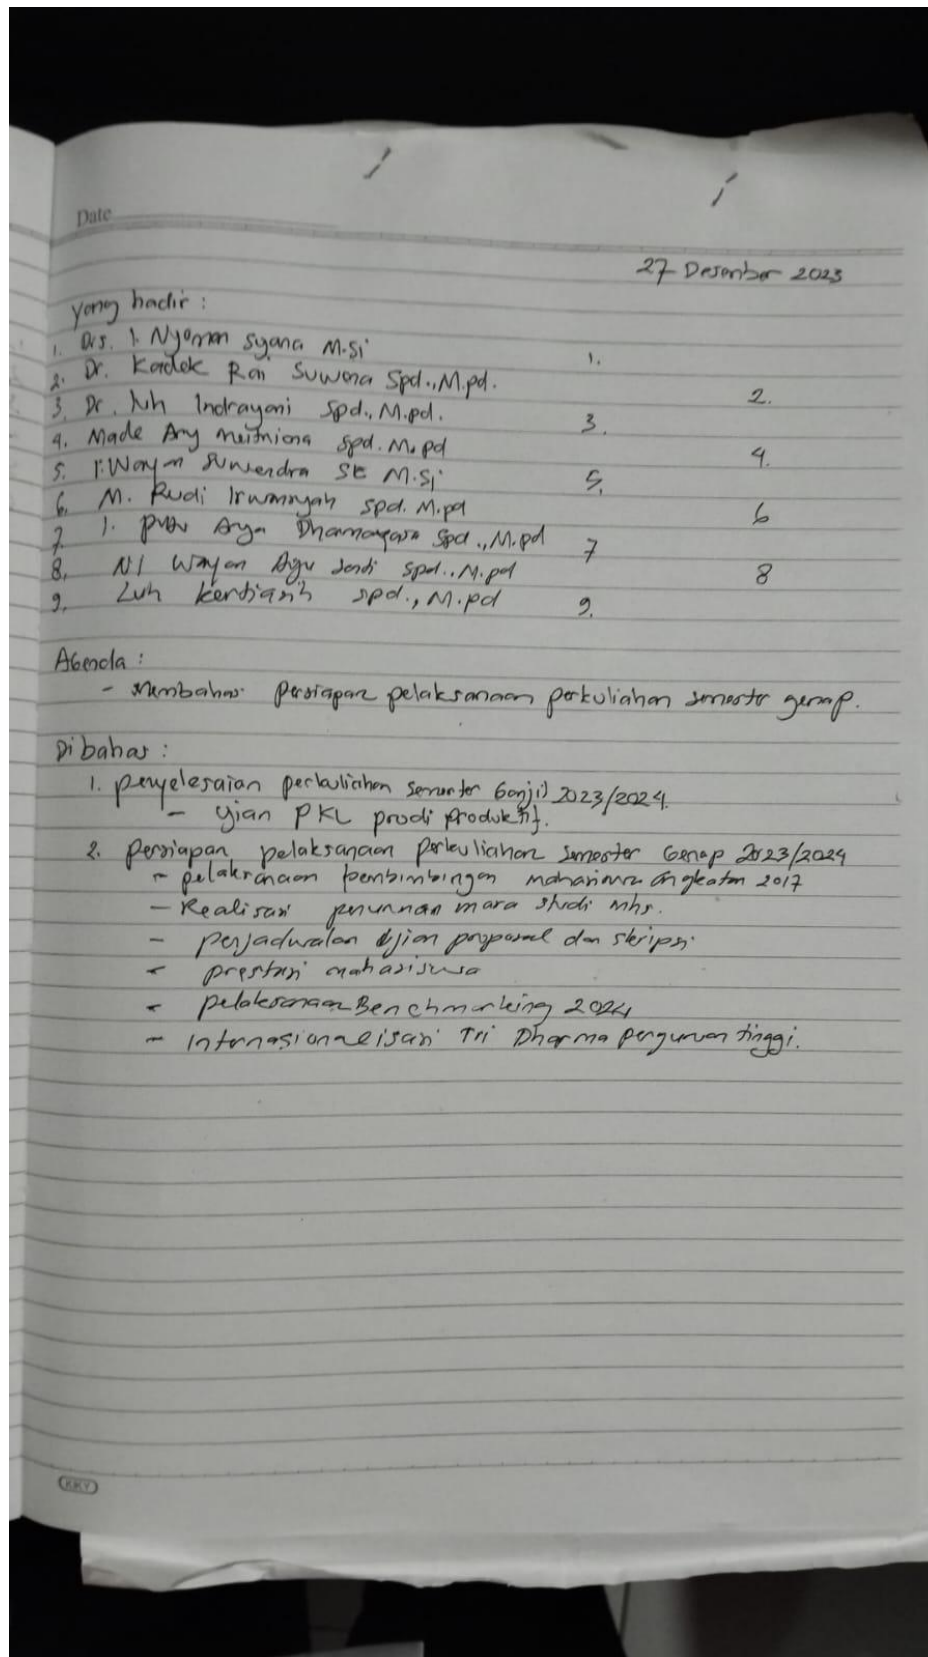 Date
27 Desember 2023
Yang hadir :
1. Drs. I. Nyoman Syana M.Si 1.
2. Dr. Kadek Rai Suwena Spd., M.pd. 2.
3. Dr. Luh Indrayani Spd., M.pd. 3.
4. Made Ary Meitriana Spd. M.pd 4.
5. I. Wayan Suwendra SE M.Si 5.
6. M. Rudi Irwansyah Spd. M.pd 6
7. I. Putu Arya Dharmayasa Spd., M.pd 7
8. NI Wayan Ayu Spd., M.pd 8
9. Luh Kerdiasih spd., M.pd 9.
Agenda :
- Membahas persiapan pelaksanaan perkuliahan semester genap.
Dibahas :
1. penyelesaian perkuliahan semester Ganjil 2023/2024.
- ujian PKL prodi produktif.
2. Persiapan pelaksanaan perkuliahan semester Genap 2023/2024
- pelaksanaan pembimbingan mahasiswa angkatan 2017
- Realisasi penurunan masa studi mhs.
- penjadwalan Ujian proposal dan skripsi
- prestasi mahasiswa
- pelaksanaan Benchmarking 2024
- Internasionalisasi Tri Dharma perguruan tinggi.
KKY